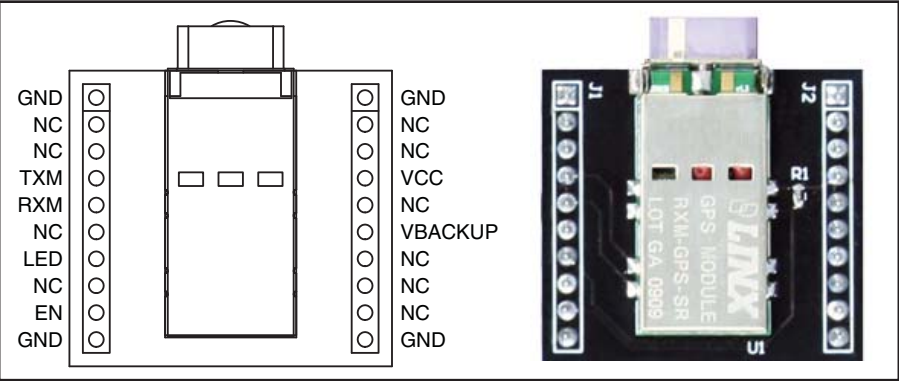 GND
NC
NC
TXM
RXM
NC
LED
NC
EN
GND
GND
NC
NC
VCC
NC
VBACKUP
NC
NC
NC
GND
J1
J2
R1
LINX
GPS MODULE
RXM-GPS-SR
LOT GA 0909
U1